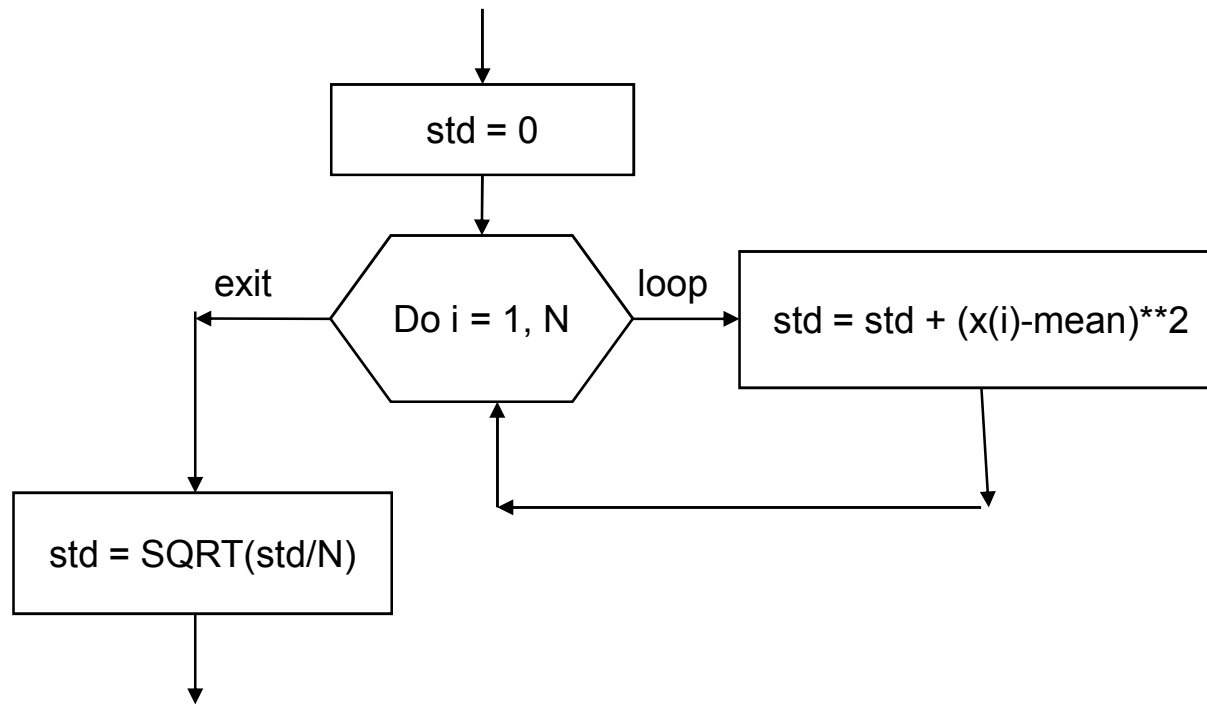 std = 0
exit
Do i = 1, N
loop
std = std + (x(i)-mean)**2
std = SQRT(std/N)